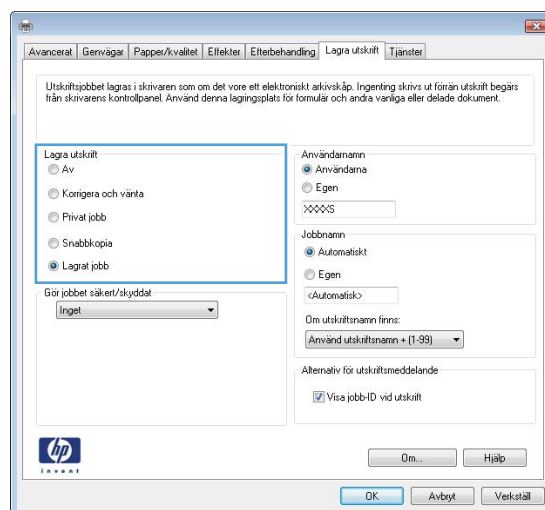 Avancerat Genvägar Papper/kvalitet Effekter Efterbehandling Lagra utskrift Tjänster
Utskriftsjobbet lagras i skrivaren som om det vore ett elektroniskt arkivskåp. Ingenting skrivs ut förrän utskrift begärs
från skrivarens kontrollpanel. Använd denna lagringsplats för formulär och andra vanliga eller delade dokument.
Lagra utskrift
Av
Korrigera och vänta
Privat jobb
Snabbkopia
Lagrat jobb
Gör jobbet säkert/skyddat
Inget
Användarnamn
Användarna
Egen
XXXXS
Jobbnamn
Automatiskt
Egen
<Automatisk>
Om utskriftsnamn finns:
Använd utskriftsnamn + (1-99)
Alternativ för utskriftsmeddelande
Visa jobb-ID vid utskrift
hp
invent
Om... Hjälp
OK Avbryt Verkställ